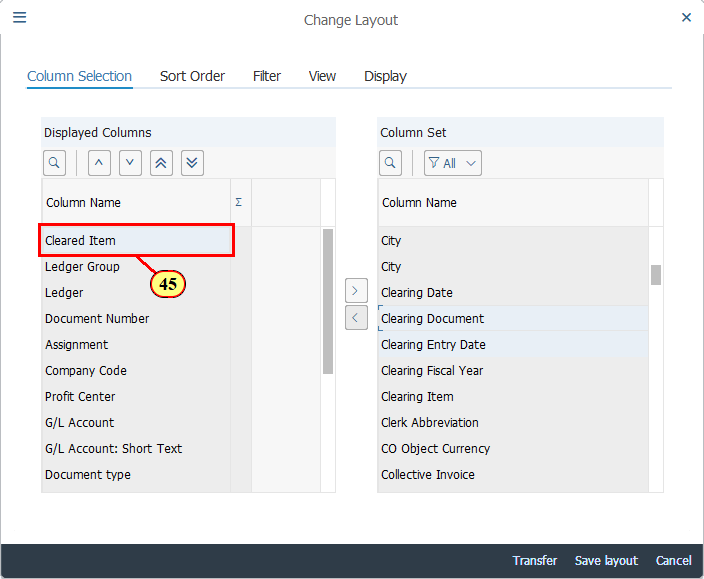 Change Layout
Column Selection Sort Order Filter View Display
Displayed Columns
Column Name Σ
Cleared Item
45
Ledger Group
Ledger
Document Number
Assignment
Company Code
Profit Center
G/L Account
G/L Account: Short Text
Document type
Column Set
All
Column Name
City
City
Clearing Date
Clearing Document
Clearing Entry Date
Clearing Fiscal Year
Clearing Item
Clerk Abbreviation
CO Object Currency
Collective Invoice
Transfer Save layout Cancel